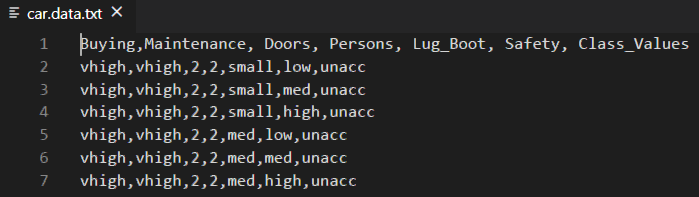 car.data.txt
1 Buying,Maintenance, Doors, Persons, Lug_Boot, Safety, Class_Values
2 vhigh,vhigh,2,2,small,low,unacc
3 vhigh,vhigh,2,2,small,med,unacc
4 vhigh,vhigh,2,2,small,high,unacc
5 vhigh,vhigh,2,2,med,low,unacc
6 vhigh,vhigh,2,2,med,med,unacc
7 vhigh,vhigh,2,2,med,high,unacc